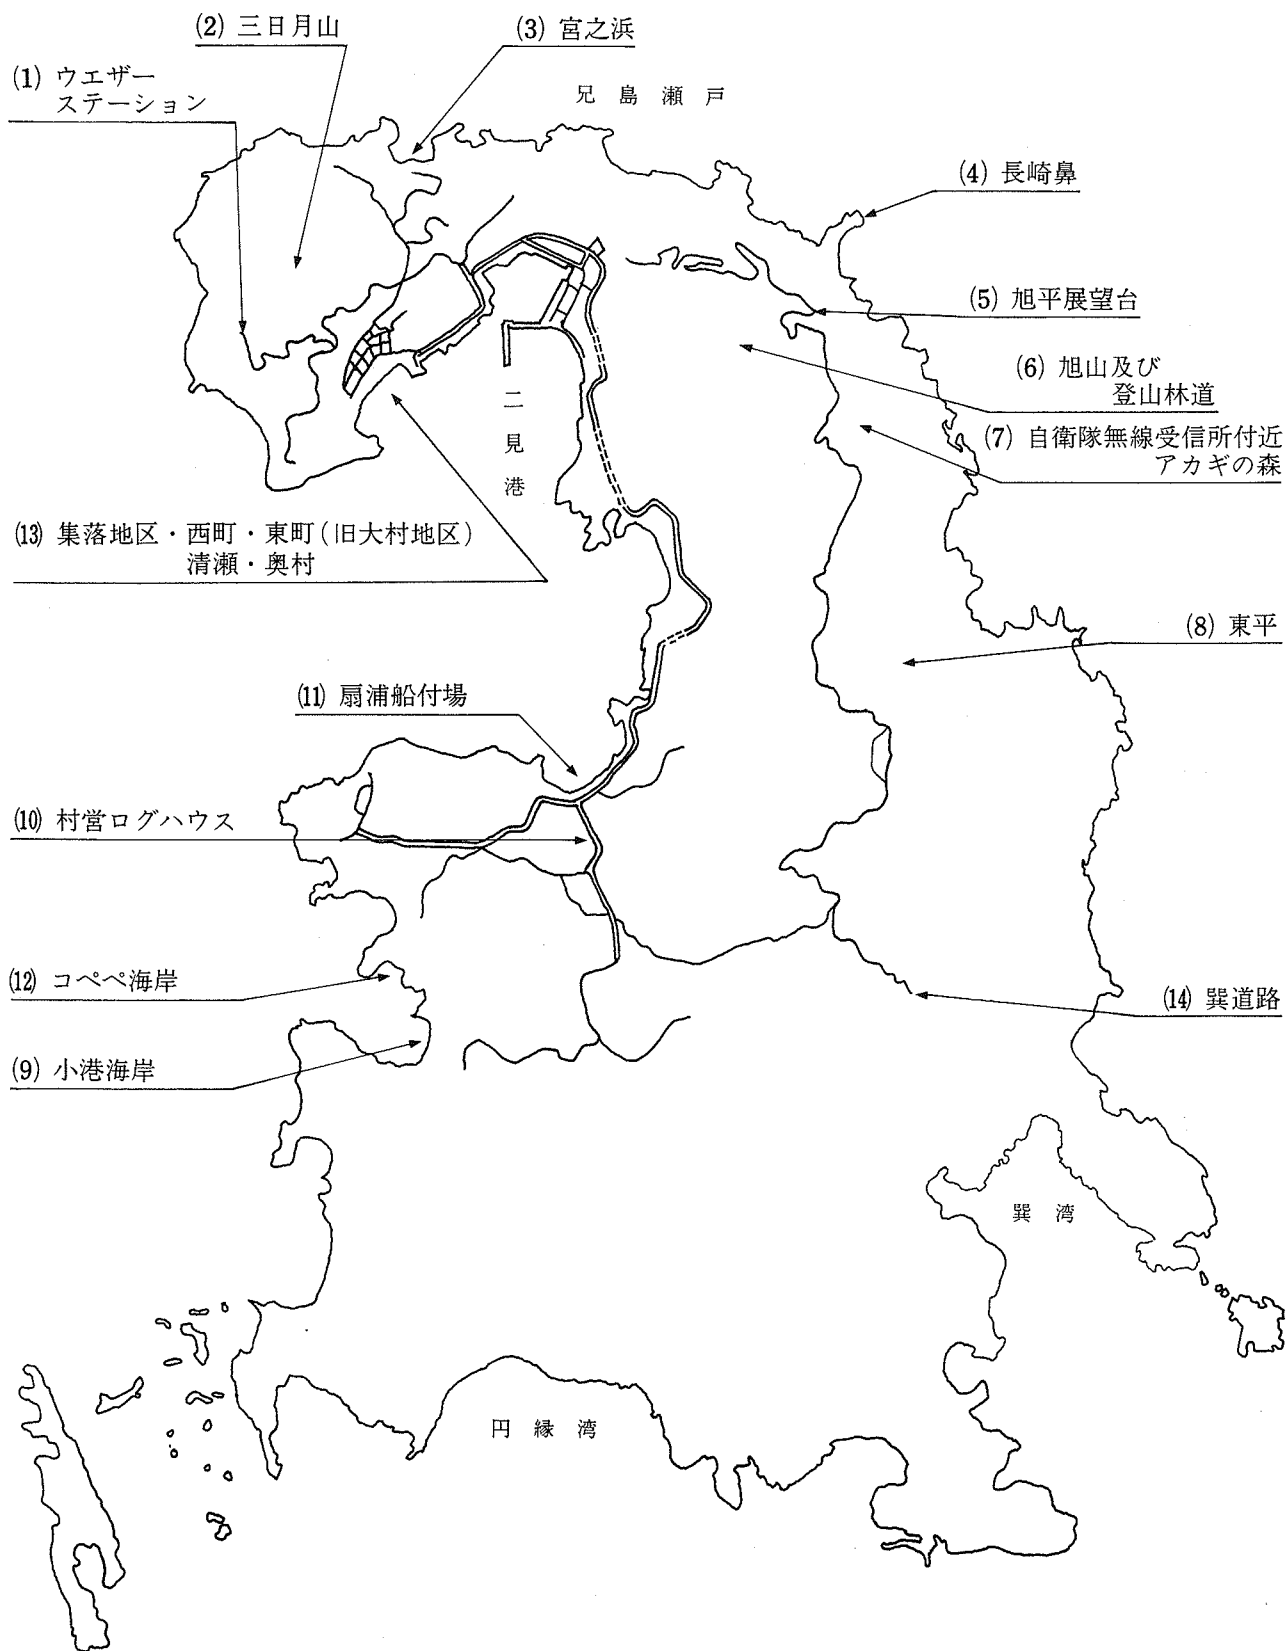 (2) 三日月山
(3) 宮之浜
(1) ウエザー
ステーション
兄島瀬戸
(4) 長崎鼻
(5) 旭平展望台
(6) 旭山及び
登山林道
二見港
(7) 自衛隊無線受信所付近
アカギの森
(13) 集落地区・西町・東町(旧大村地区)
清瀬・奥村
(8) 東平
(11) 扇浦船付場
(10) 村営ログハウス
(12) コペペ海岸
(14) 巽道路
(9) 小港海岸
巽湾
円縁湾